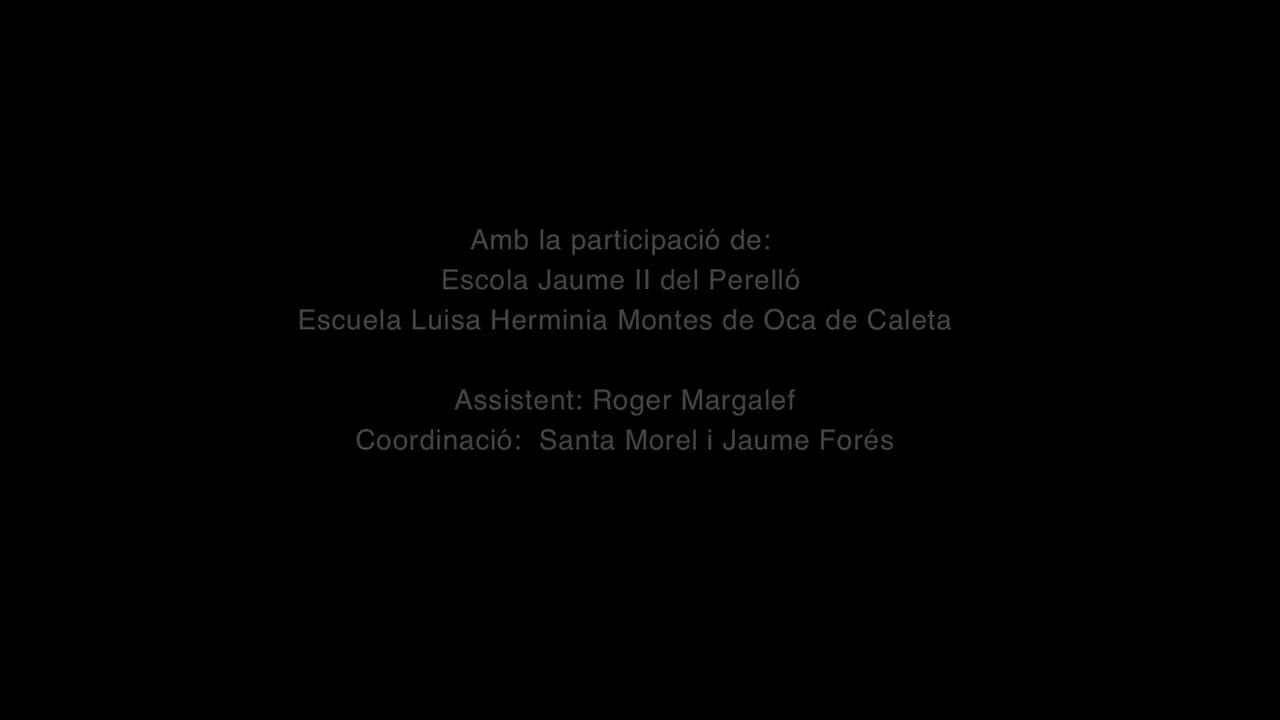 Amb la participació de:
Escola Jaume II del Perelló
Escuela Luisa Herminia Montes de Oca de Caleta
Assistent: Roger Margalef
Coordinació:  Santa Morel i Jaume Forés